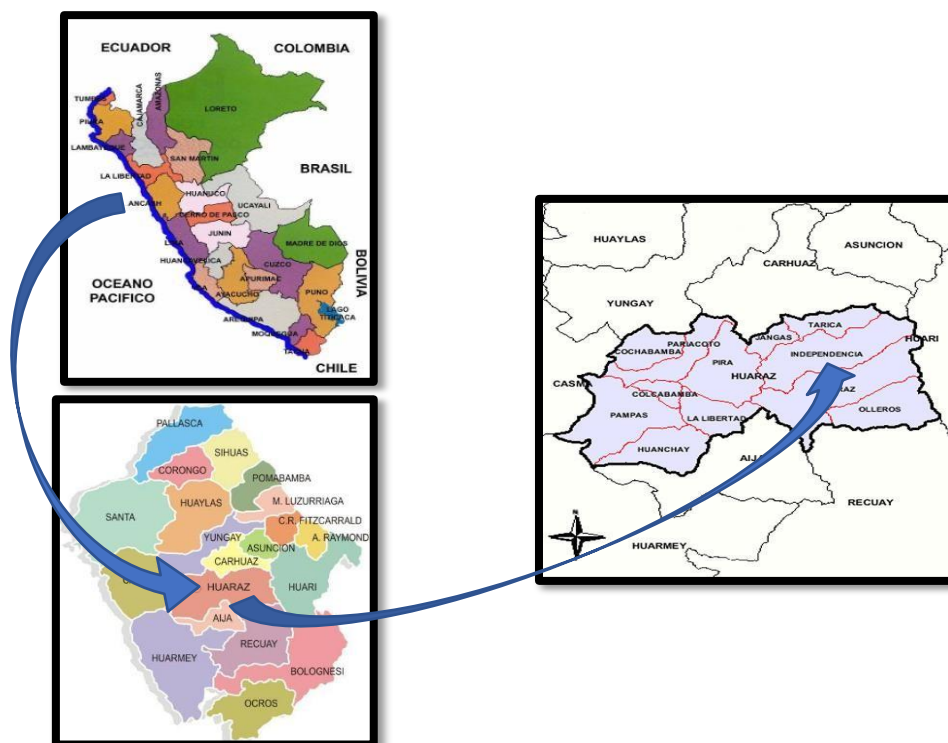 ECUADOR
COLOMBIA
TUMBES
PIURA
CAJAMARCA
AMAZONAS
LORETO
LAMBAYEQUE
SAN MARTIN
BRASIL
LA LIBERTAD
HUANUCO
ANCASH
UCAYALI
CERRO DE PASCO
JUNIN
LIMA
MADRE DE DIOS
HUANCAVELICA
CUZCO
BOLIVIA
OCEANO
PACIFICO
ICA
APURIMAC
AYACUCHO
PUNO
LAGO
TITICACA
AREQUIPA
MOQUEGUA
TACNA
CHILE
PALLASCA
SIHUAS
CORONGO
POMABAMBA
HUAYLAS
M. LUZURRIAGA
SANTA
C.R. FITZCARRALD
YUNGAY
A. RAYMOND
ASUNCION
CARHUAZ
HUARAZ
HUARI
AIJA
RECUAY
HUARMEY
BOLOGNESI
OCROS
HUAYLAS
ASUNCION
CARHUAZ
YUNGAY
TARICA
PARIACOTO
JANGAS
HUARI
COCHABAMBA
PIRA
INDEPENDENCIA
HUARAZ
CASMA
COLCABAMBA
RAZ
OLLEROS
PAMPAS
LA LIBERTAD
HUANCHAY
AIJA
RECUAY
N
HUARMEY